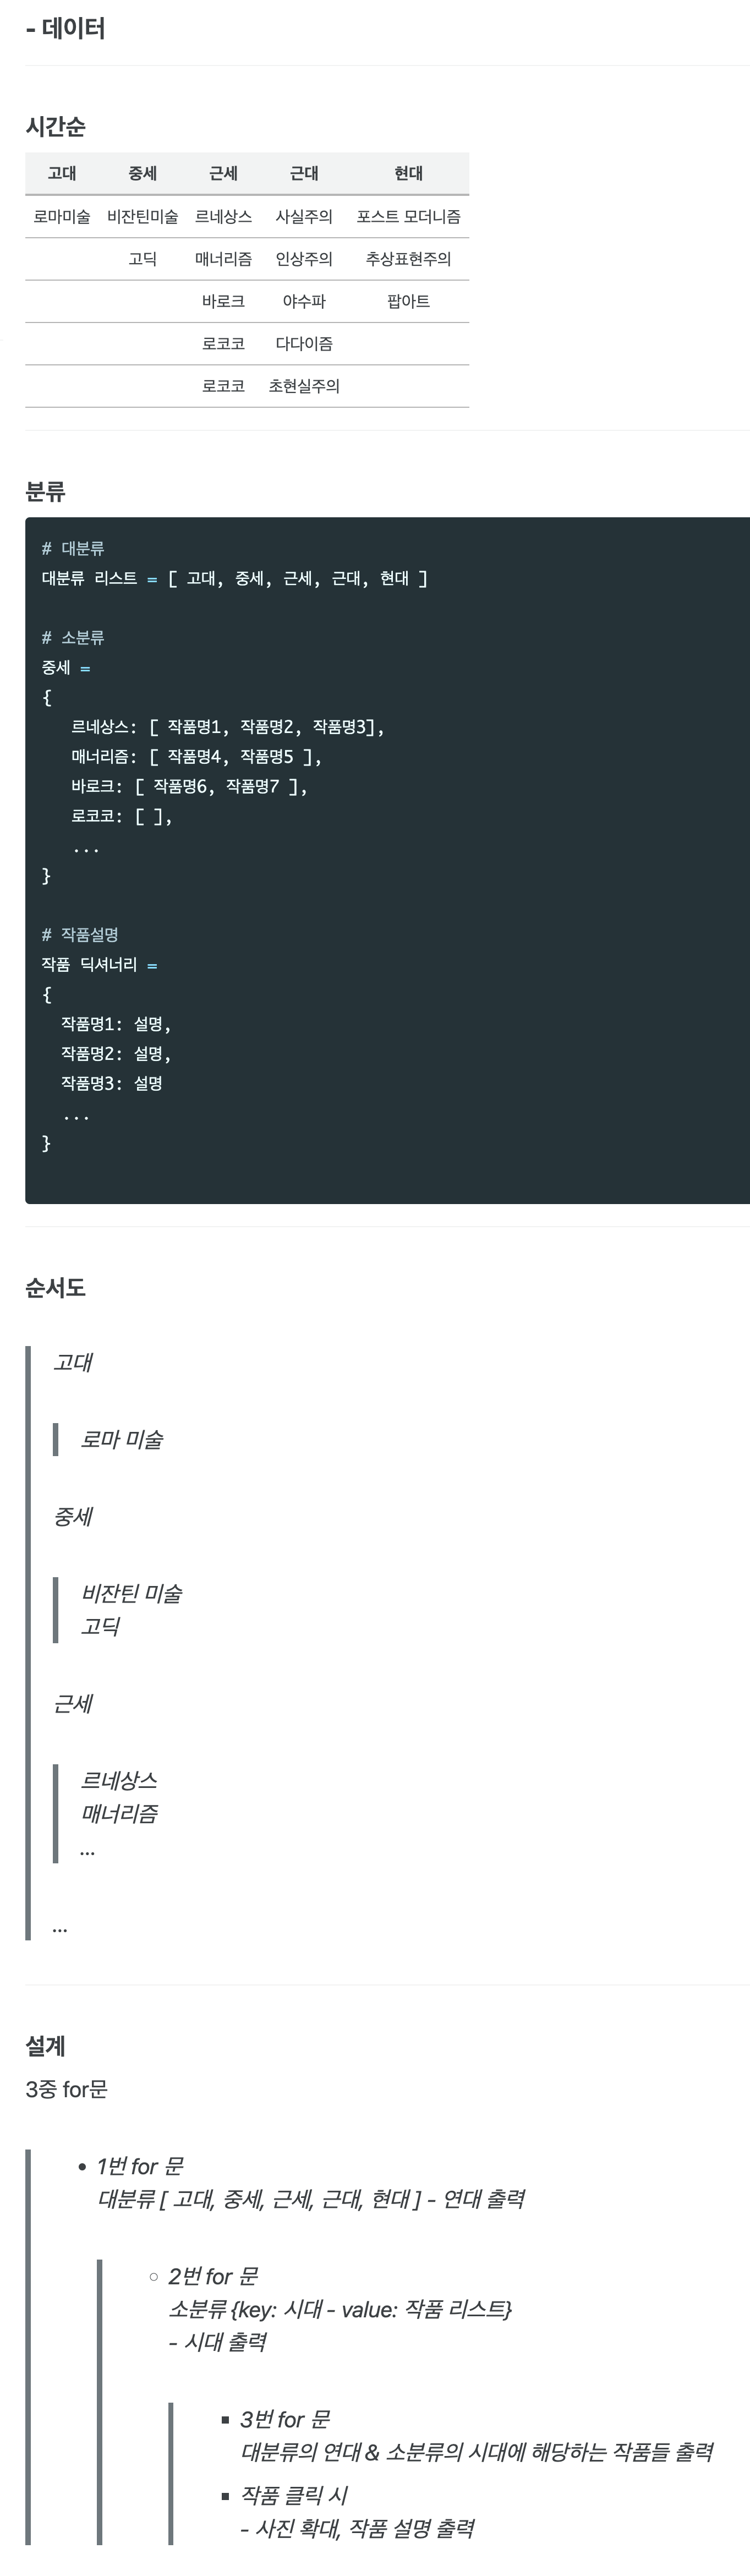 - 데이터
시간순
고대 중세 근세 근대 현대
로마미술 비잔틴미술 르네상스 사실주의 포스트 모더니즘
고딕 매너리즘 인상주의 추상표현주의
바로크 야수파 팝아트
로코코 다다이즘
로코코 초현실주의
분류
# 대분류
대분류 리스트 = [ 고대, 중세, 근세, 근대, 현대 ]
# 소분류
중세 =
{
르네상스: [ 작품명1, 작품명2, 작품명3],
매너리즘: [ 작품명4, 작품명5 ],
바로크: [ 작품명6, 작품명7 ],
로코코: [ ],
...
}
# 작품설명
작품 딕셔너리 =
{
작품명1: 설명,
작품명2: 설명,
작품명3: 설명
...
}
순서도
고대
로마 미술
중세
비잔틴 미술
고딕
근세
르네상스
매너리즘
...
...
설계
3중 for문
• 1번 for 문
대분류 [ 고대, 중세, 근세, 근대, 현대 ] - 연대 출력
◦ 2번 for 문
소분류 {key: 시대 - value: 작품 리스트}
- 시대 출력
▪ 3번 for 문
대분류의 연대 & 소분류의 시대에 해당하는 작품들 출력
▪ 작품 클릭 시
- 사진 확대, 작품 설명 출력